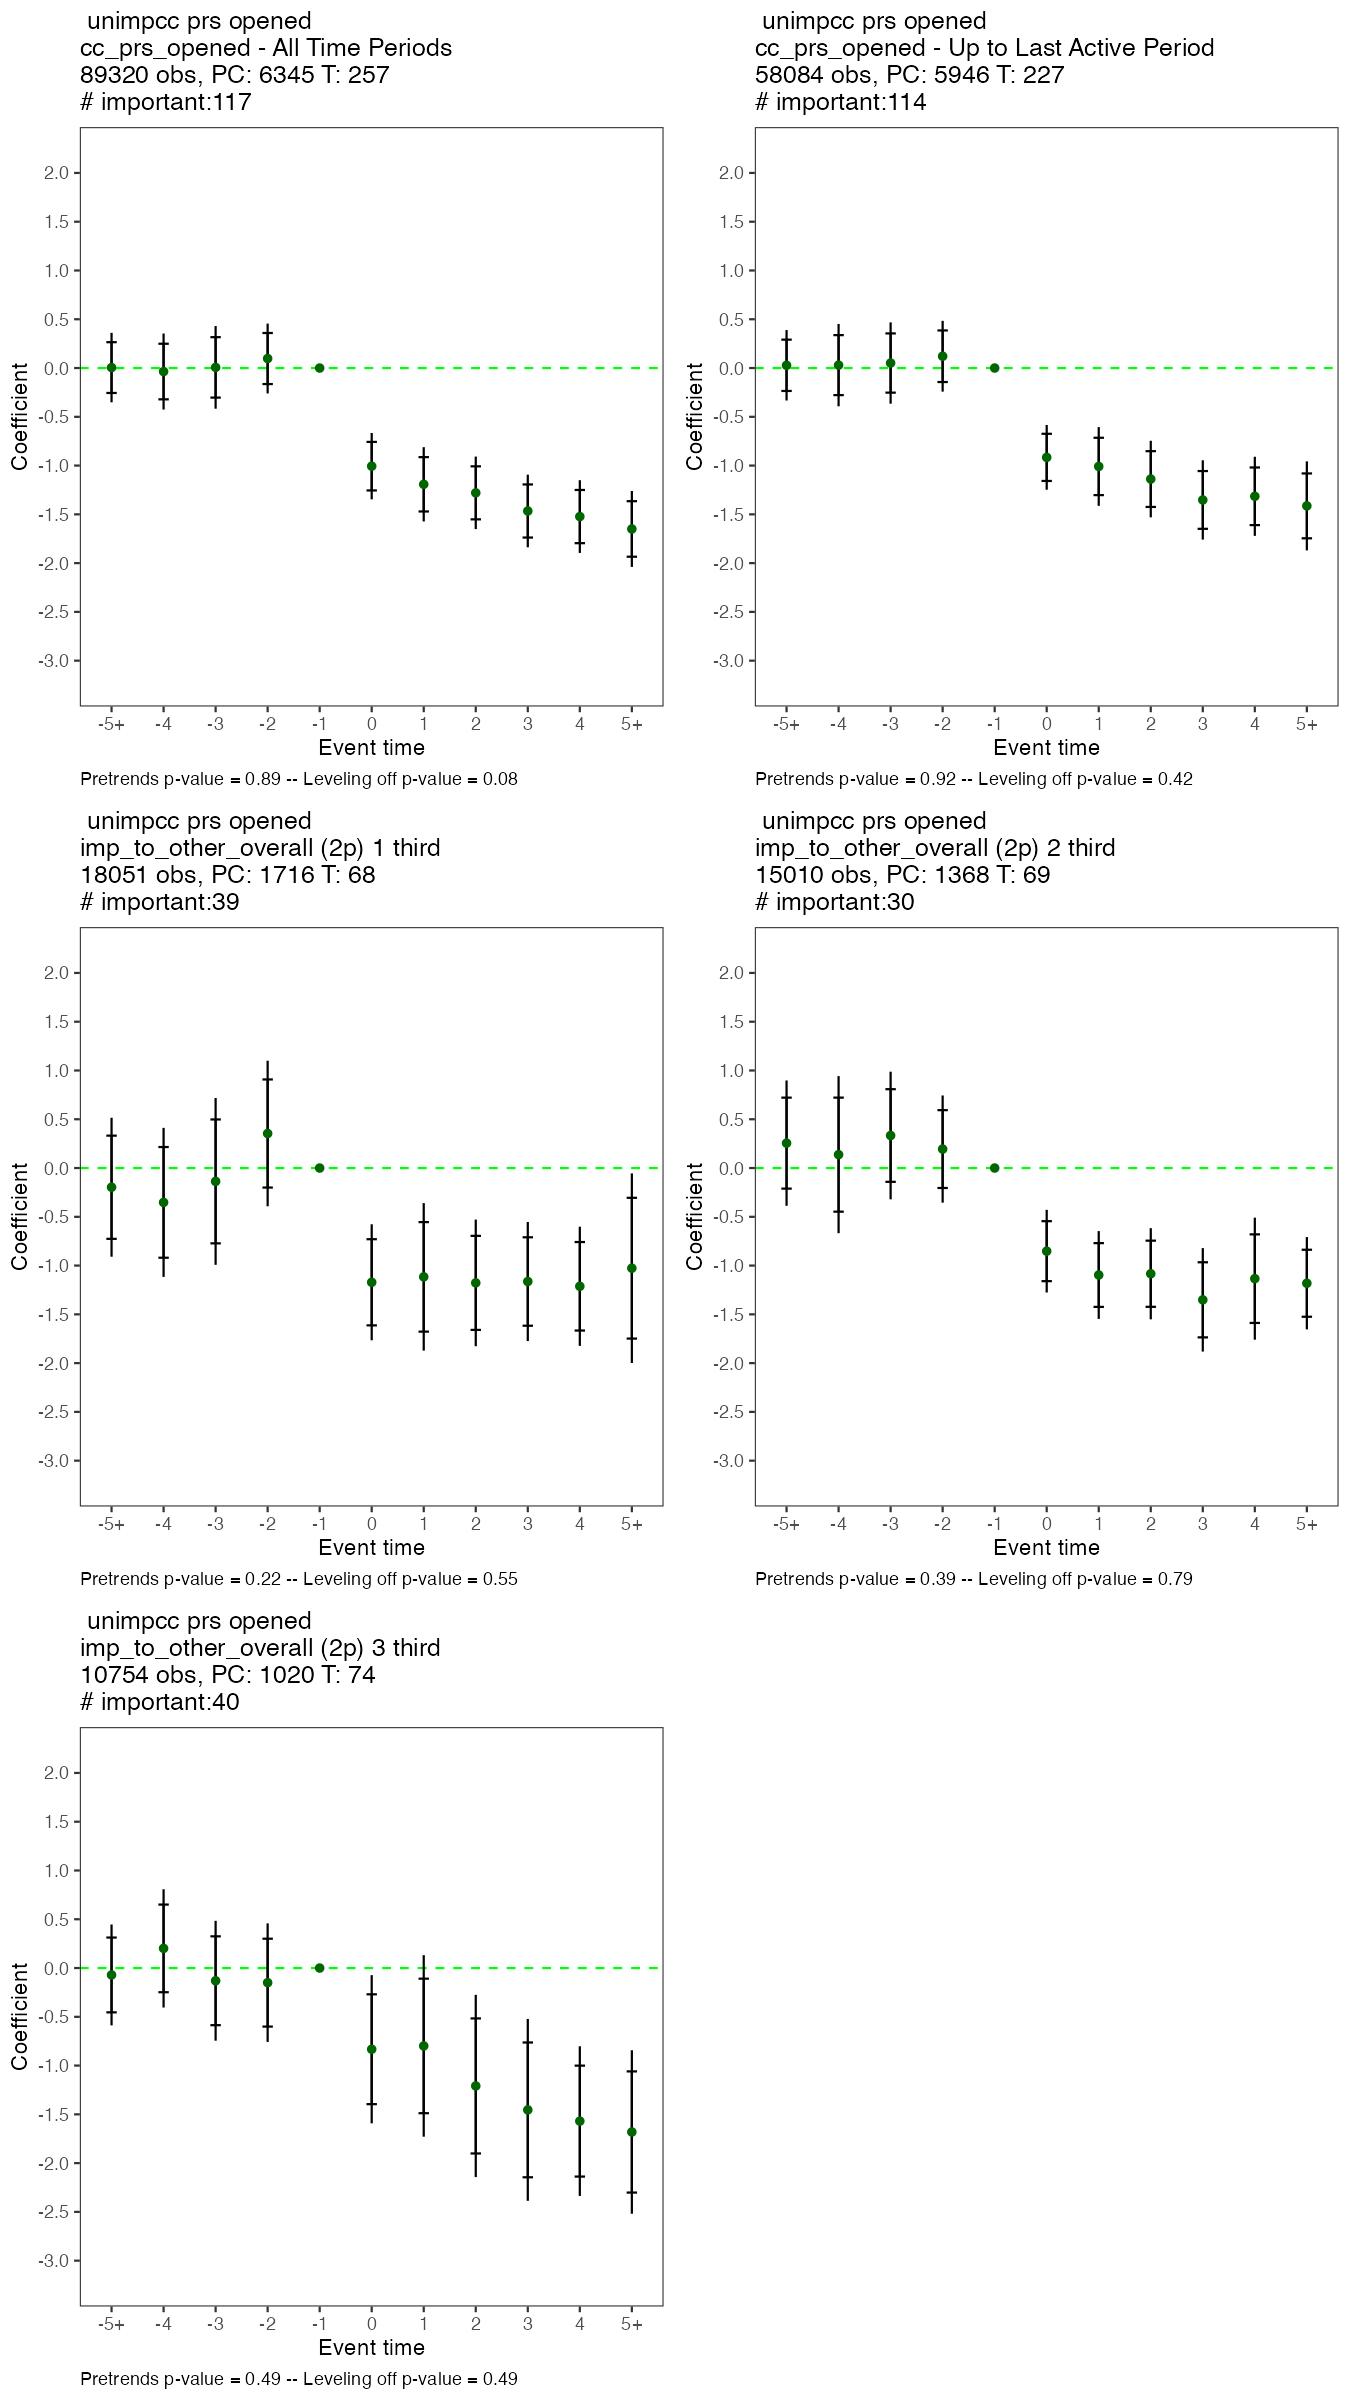 unimpcc prs opened
cc_prs_opened - All Time Periods
89320 obs, PC: 6345 T: 257
# important:117
Coefficient
2.0
1.5
1.0
0.5
0.0
-0.5
-1.0
-1.5
-2.0
-2.5
-3.0
-5+ -4 -3 -2 -1 0 1 2 3 4 5+
Event time
Pretrends p-value = 0.89 -- Leveling off p-value = 0.08
unimpcc prs opened
cc_prs_opened - Up to Last Active Period
58084 obs, PC: 5946 T: 227
# important:114
Coefficient
2.0
1.5
1.0
0.5
0.0
-0.5
-1.0
-1.5
-2.0
-2.5
-3.0
-5+ -4 -3 -2 -1 0 1 2 3 4 5+
Event time
Pretrends p-value = 0.92 -- Leveling off p-value = 0.42
unimpcc prs opened
imp_to_other_overall (2p) 1 third
18051 obs, PC: 1716 T: 68
# important:39
Coefficient
2.0
1.5
1.0
0.5
0.0
-0.5
-1.0
-1.5
-2.0
-2.5
-3.0
-5+ -4 -3 -2 -1 0 1 2 3 4 5+
Event time
Pretrends p-value = 0.22 -- Leveling off p-value = 0.55
unimpcc prs opened
imp_to_other_overall (2p) 2 third
15010 obs, PC: 1368 T: 69
# important:30
Coefficient
2.0
1.5
1.0
0.5
0.0
-0.5
-1.0
-1.5
-2.0
-2.5
-3.0
-5+ -4 -3 -2 -1 0 1 2 3 4 5+
Event time
Pretrends p-value = 0.39 -- Leveling off p-value = 0.79
unimpcc prs opened
imp_to_other_overall (2p) 3 third
10754 obs, PC: 1020 T: 74
# important:40
Coefficient
2.0
1.5
1.0
0.5
0.0
-0.5
-1.0
-1.5
-2.0
-2.5
-3.0
-5+ -4 -3 -2 -1 0 1 2 3 4 5+
Event time
Pretrends p-value = 0.49 -- Leveling off p-value = 0.49